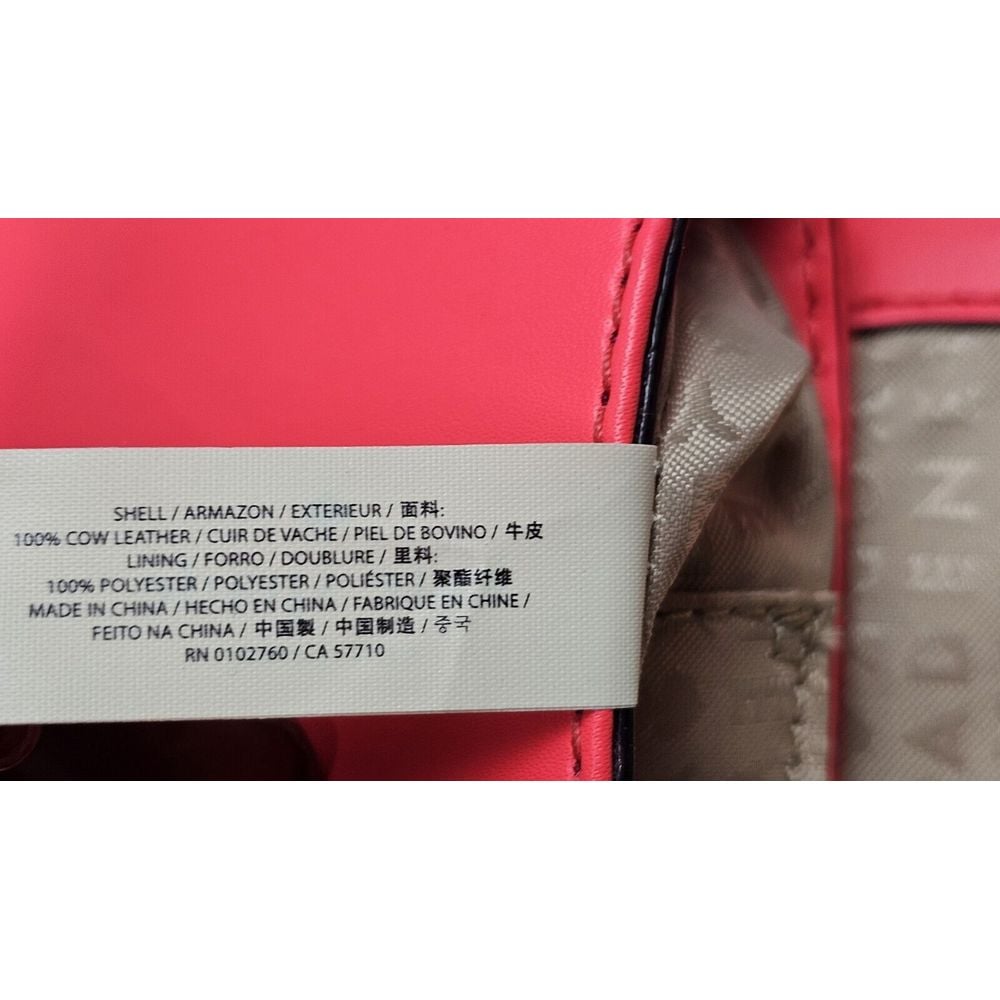 SHELL / ARMAZON / EXTERIEUR / 面料:
100% COW LEATHER / CUIR DE VACHE / PIEL DE BOVINO / 牛皮
LINING / FORRO / DOUBLURE / 里料:
100% POLYESTER / POLYESTER / POLIÉSTER / 聚酯纤维
MADE IN CHINA / HECHO EN CHINA / FABRIQUE EN CHINE /
FEITO NA CHINA / 中国製 / 中国制造 / 중국
RN 0102760 / CA 57710